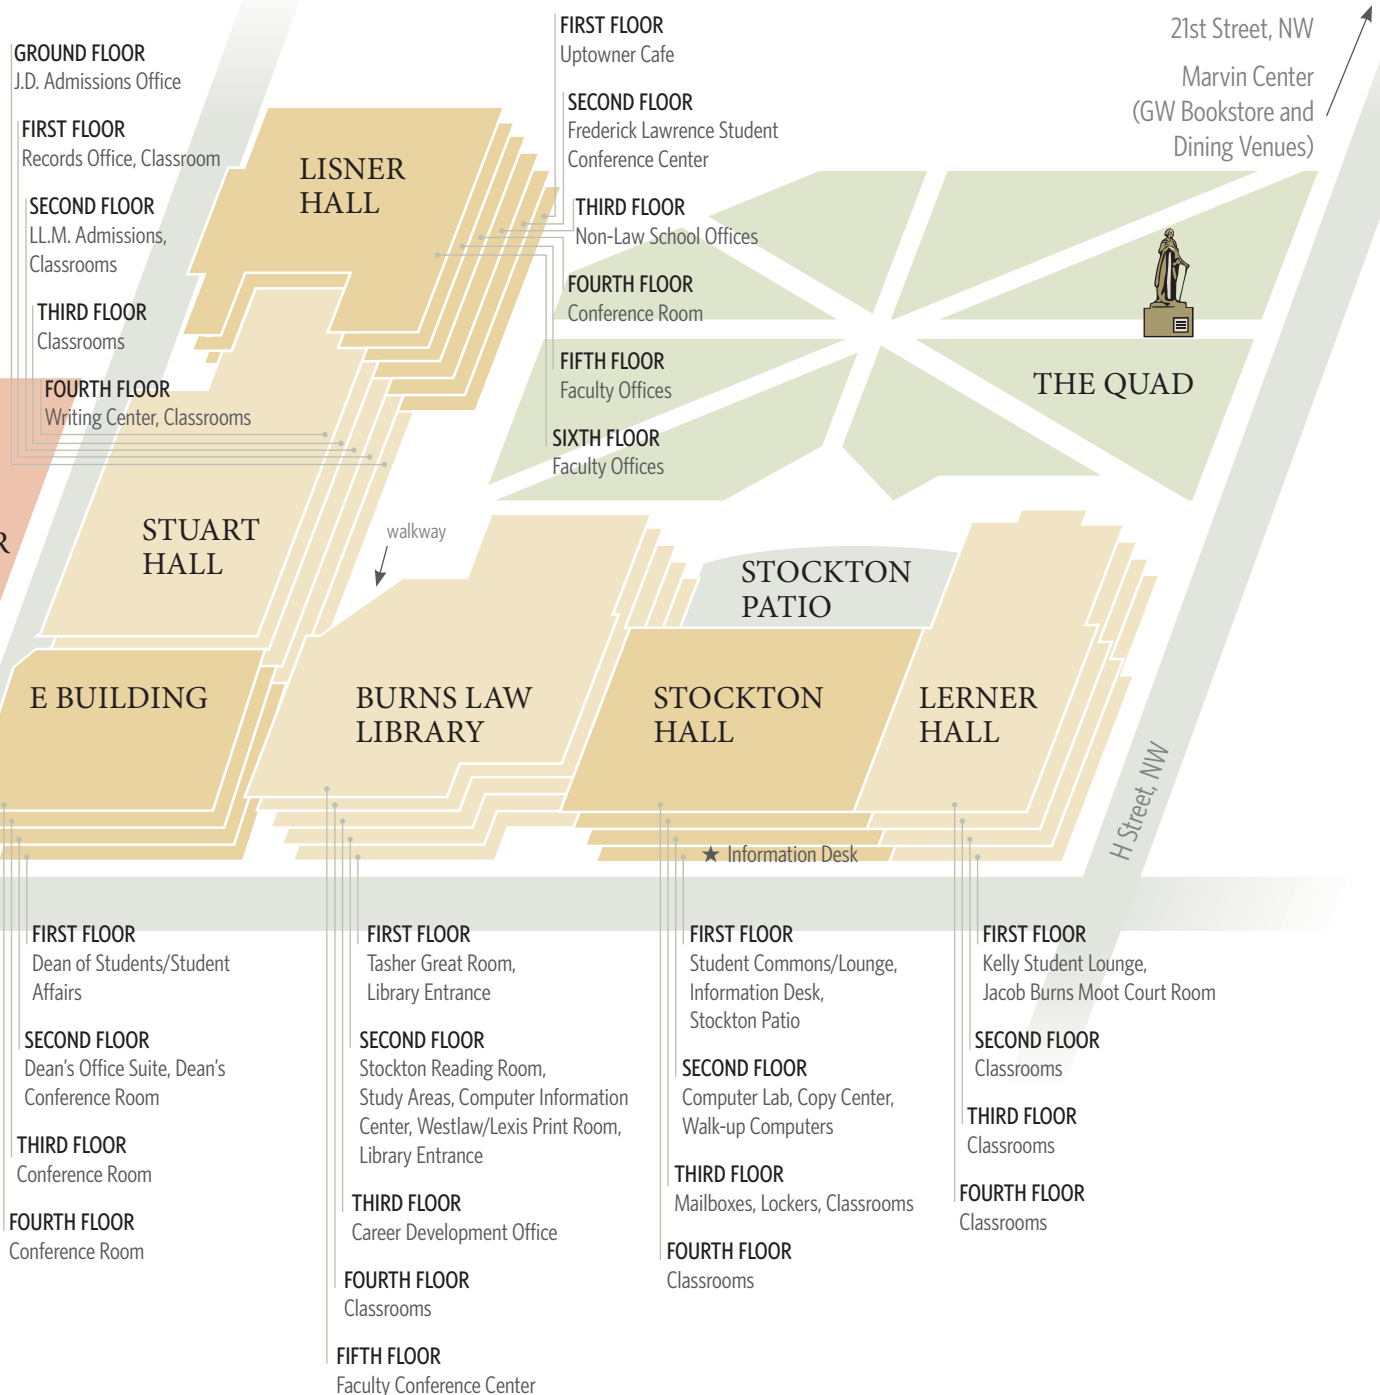 GROUND FLOOR
J.D. Admissions Office
FIRST FLOOR
Records Office, Classroom
SECOND FLOOR
LL.M. Admissions,
Classrooms
THIRD FLOOR
Classrooms
FOURTH FLOOR
Writing Center, Classrooms
LISNER
HALL
FIRST FLOOR
Uptowner Cafe
SECOND FLOOR
Frederick Lawrence Student
Conference Center
THIRD FLOOR
Non-Law School Offices
FOURTH FLOOR
Conference Room
FIFTH FLOOR
Faculty Offices
SIXTH FLOOR
Faculty Offices
21st Street, NW
Marvin Center
(GW Bookstore and
Dining Venues)
THE QUAD
R
STUART
HALL
walkway
STOCKTON
PATIO
E BUILDING
BURNS LAW
LIBRARY
STOCKTON
HALL
LERNER
HALL
H Street, NW
★ Information Desk
FIRST FLOOR
Dean of Students/Student
Affairs
SECOND FLOOR
Dean's Office Suite, Dean's
Conference Room
THIRD FLOOR
Conference Room
FOURTH FLOOR
Conference Room
FIRST FLOOR
Tasher Great Room,
Library Entrance
SECOND FLOOR
Stockton Reading Room,
Study Areas, Computer Information
Center, Westlaw/Lexis Print Room,
Library Entrance
THIRD FLOOR
Career Development Office
FOURTH FLOOR
Classrooms
FIFTH FLOOR
Faculty Conference Center
FIRST FLOOR
Student Commons/Lounge,
Information Desk,
Stockton Patio
SECOND FLOOR
Computer Lab, Copy Center,
Walk-up Computers
THIRD FLOOR
Mailboxes, Lockers, Classrooms
FOURTH FLOOR
Classrooms
FIRST FLOOR
Kelly Student Lounge,
Jacob Burns Moot Court Room
SECOND FLOOR
Classrooms
THIRD FLOOR
Classrooms
FOURTH FLOOR
Classrooms